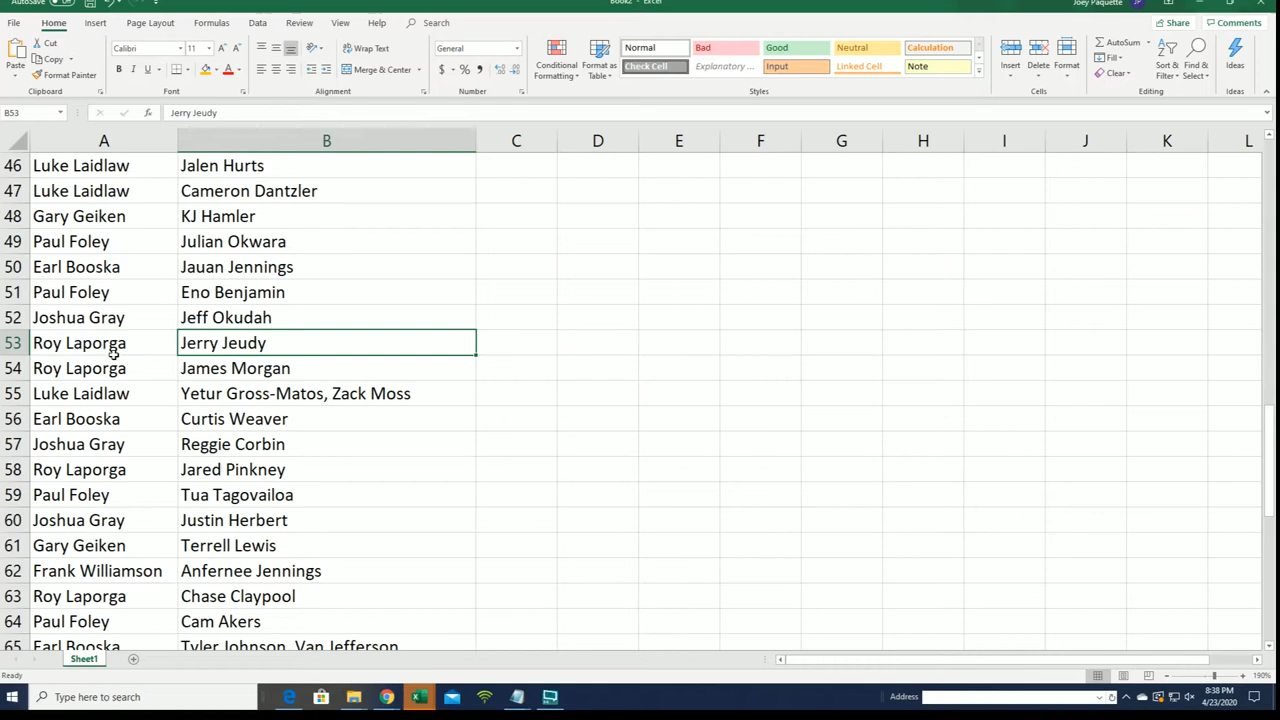 AutoSave Book2 - Excel Joey Paquette JP
File Home Insert Page Layout Formulas Data Review View Help Search Share Comments
Paste Cut Copy Format Painter Clipboard
Calibri 11 A A B I U A Font
Wrap Text Merge & Center Alignment
General $ % , Number
Conditional Formatting Format as Table
Normal Bad Good Neutral Calculation
Check Cell Explanatory ... Input Linked Cell Note
Styles
Insert Delete Format Cells
AutoSum Fill Clear Sort & Filter Find & Select Editing
Ideas Ideas
B53 fx Jerry Jeudy
A B C D E F G H I J K L
46 Luke Laidlaw Jalen Hurts
47 Luke Laidlaw Cameron Dantzler
48 Gary Geiken KJ Hamler
49 Paul Foley Julian Okwara
50 Earl Booska Jauan Jennings
51 Paul Foley Eno Benjamin
52 Joshua Gray Jeff Okudah
53 Roy Laporga Jerry Jeudy
54 Roy Laporga James Morgan
55 Luke Laidlaw Yetur Gross-Matos, Zack Moss
56 Earl Booska Curtis Weaver
57 Joshua Gray Reggie Corbin
58 Roy Laporga Jared Pinkney
59 Paul Foley Tua Tagovailoa
60 Joshua Gray Justin Herbert
61 Gary Geiken Terrell Lewis
62 Frank Williamson Anfernee Jennings
63 Roy Laporga Chase Claypool
64 Paul Foley Cam Akers
65 Earl Booska Tyler Johnson, Van Jefferson
Sheet1
Ready 190%
Type here to search Address 8:38 PM
4/23/2020